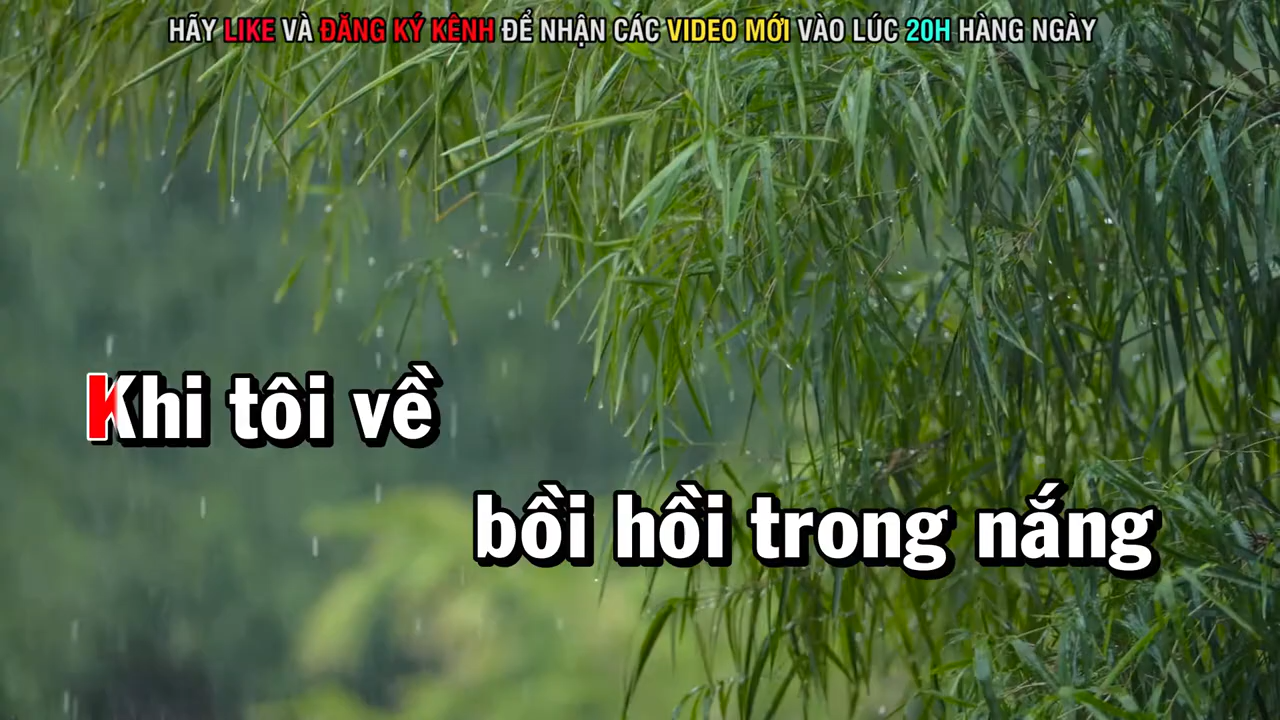 HÃY LIKE VÀ ĐĂNG KÝ KÊNH ĐỂ NHẬN CÁC VIDEO MỚI VÀO LÚC 20H HÀNG NGÀY
Khi tôi về
bồi hồi trong nắng